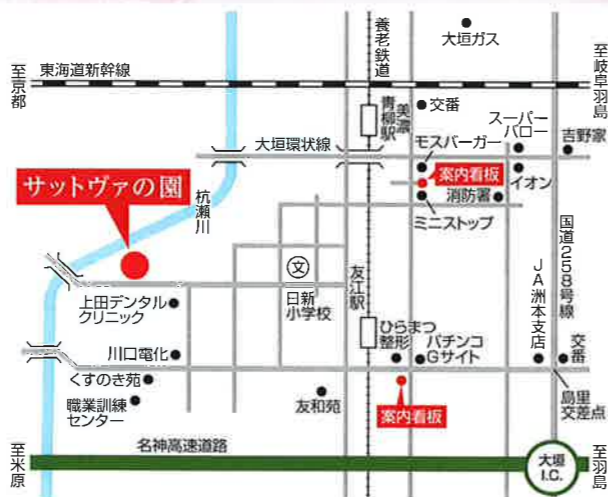 至京都
東海道新幹線
養老鉄道
大垣ガス
至岐阜羽島
美濃
青柳駅
交番
モスバーガー
スーパー
バロー
吉野家
大垣環状線
サットヴァの園
杭瀬川
案内看板
イオン
消防署
ミニストップ
国道258号線
文
日新
小学校
友江駅
上田デンタル
クリニック
JA洲本支店
ひらまつ
整形
パチンコ
Gサイト
交番
川口電化
くすのき苑
職業訓練
センター
友和苑
案内看板
島里
交差点
至米原
名神高速道路
大垣
I.C.
至羽島